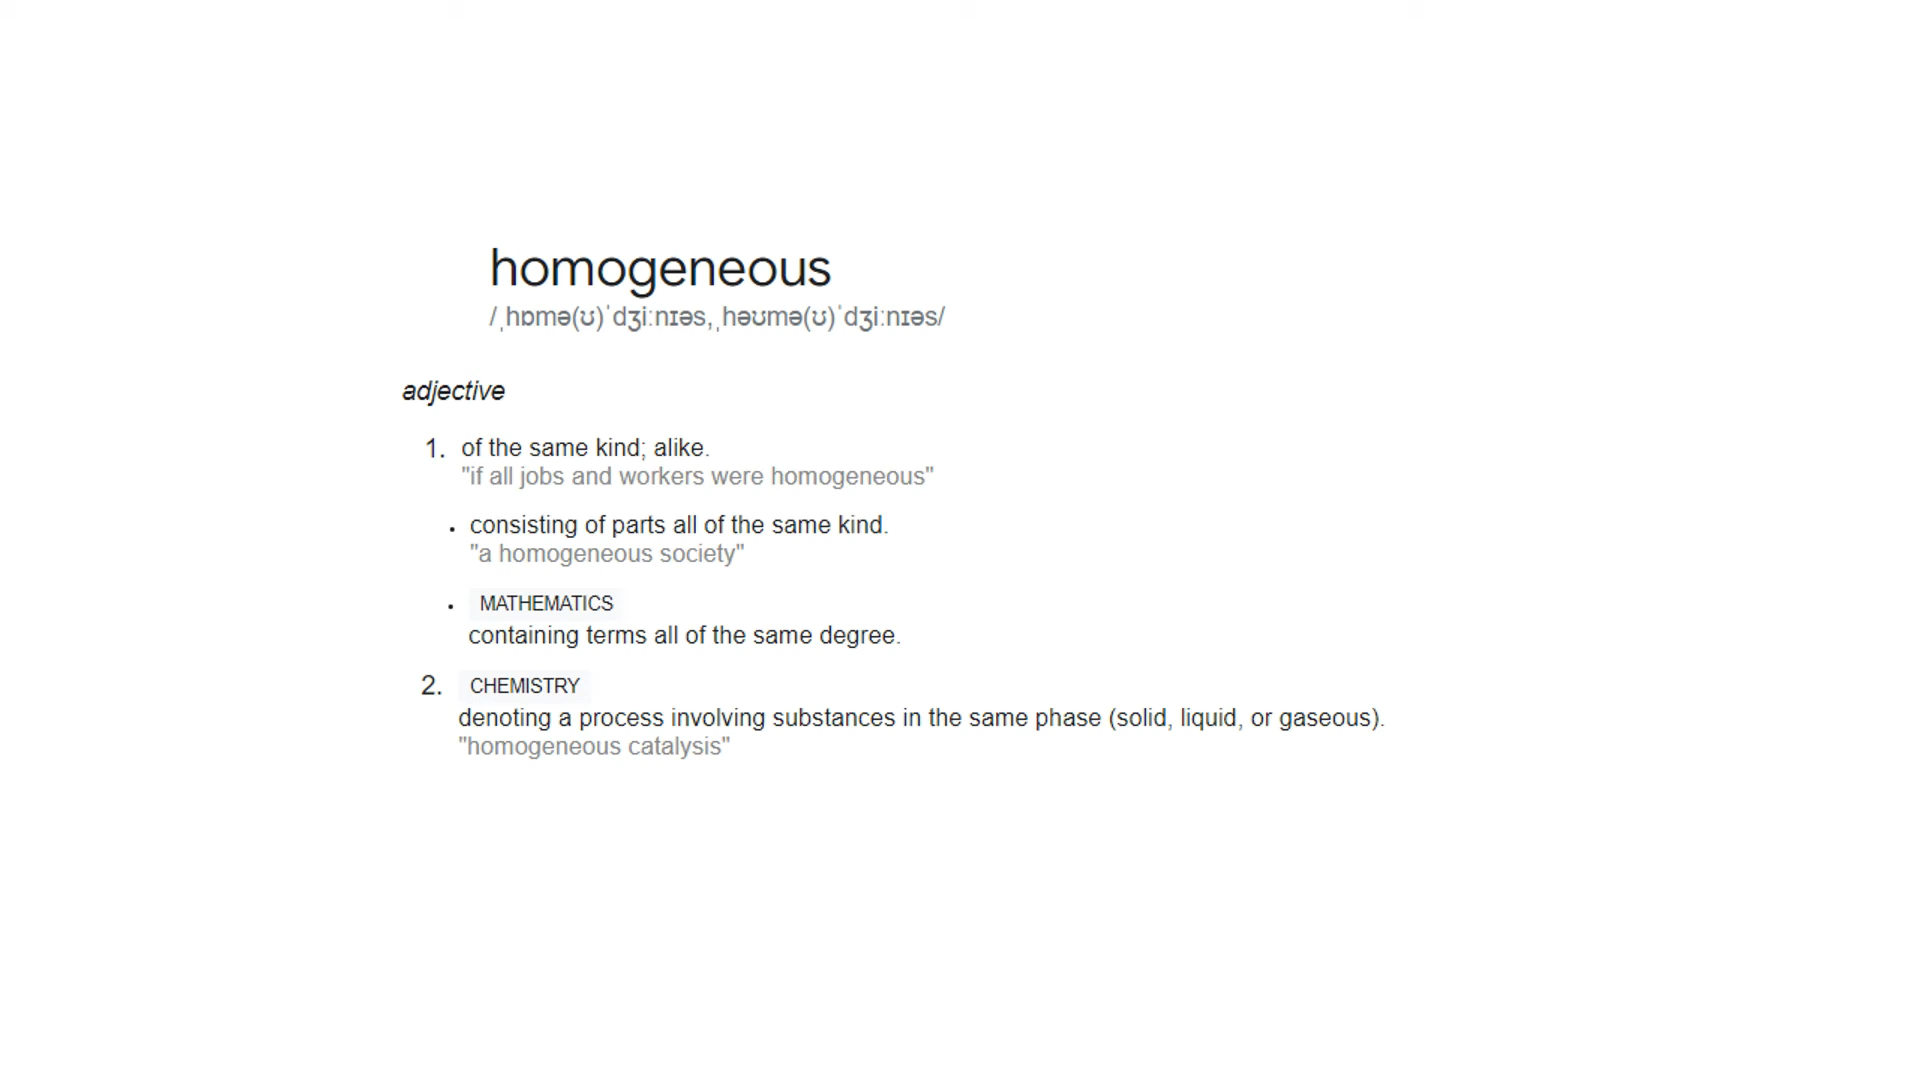 homogeneous
/ˌhɒmə(ʊ)ˈdʒiːnɪəs,ˌhəʊmə(ʊ)ˈdʒiːnɪəs/
adjective
1. of the same kind; alike.
"if all jobs and workers were homogeneous"
• consisting of parts all of the same kind.
"a homogeneous society"
• MATHEMATICS
containing terms all of the same degree.
2. CHEMISTRY
denoting a process involving substances in the same phase (solid, liquid, or gaseous).
"homogeneous catalysis"